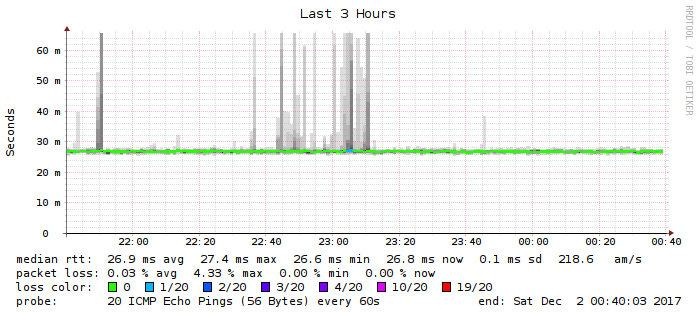 Last 3 Hours
RRDTOOL / TOBI OETIKER
Seconds
60 m
50 m
40 m
30 m
20 m
10 m
0
22:00 22:20 22:40 23:00 23:20 23:40 00:00 00:20 00:40
median rtt: 26.9 ms avg 27.4 ms max 26.6 ms min 26.8 ms now 0.1 ms sd 218.6 am/s
packet loss: 0.03 % avg 4.33 % max 0.00 % min 0.00 % now
loss color: 0 1/20 2/20 3/20 4/20 10/20 19/20
probe: 20 ICMP Echo Pings (56 Bytes) every 60s end: Sat Dec 2 00:40:03 2017